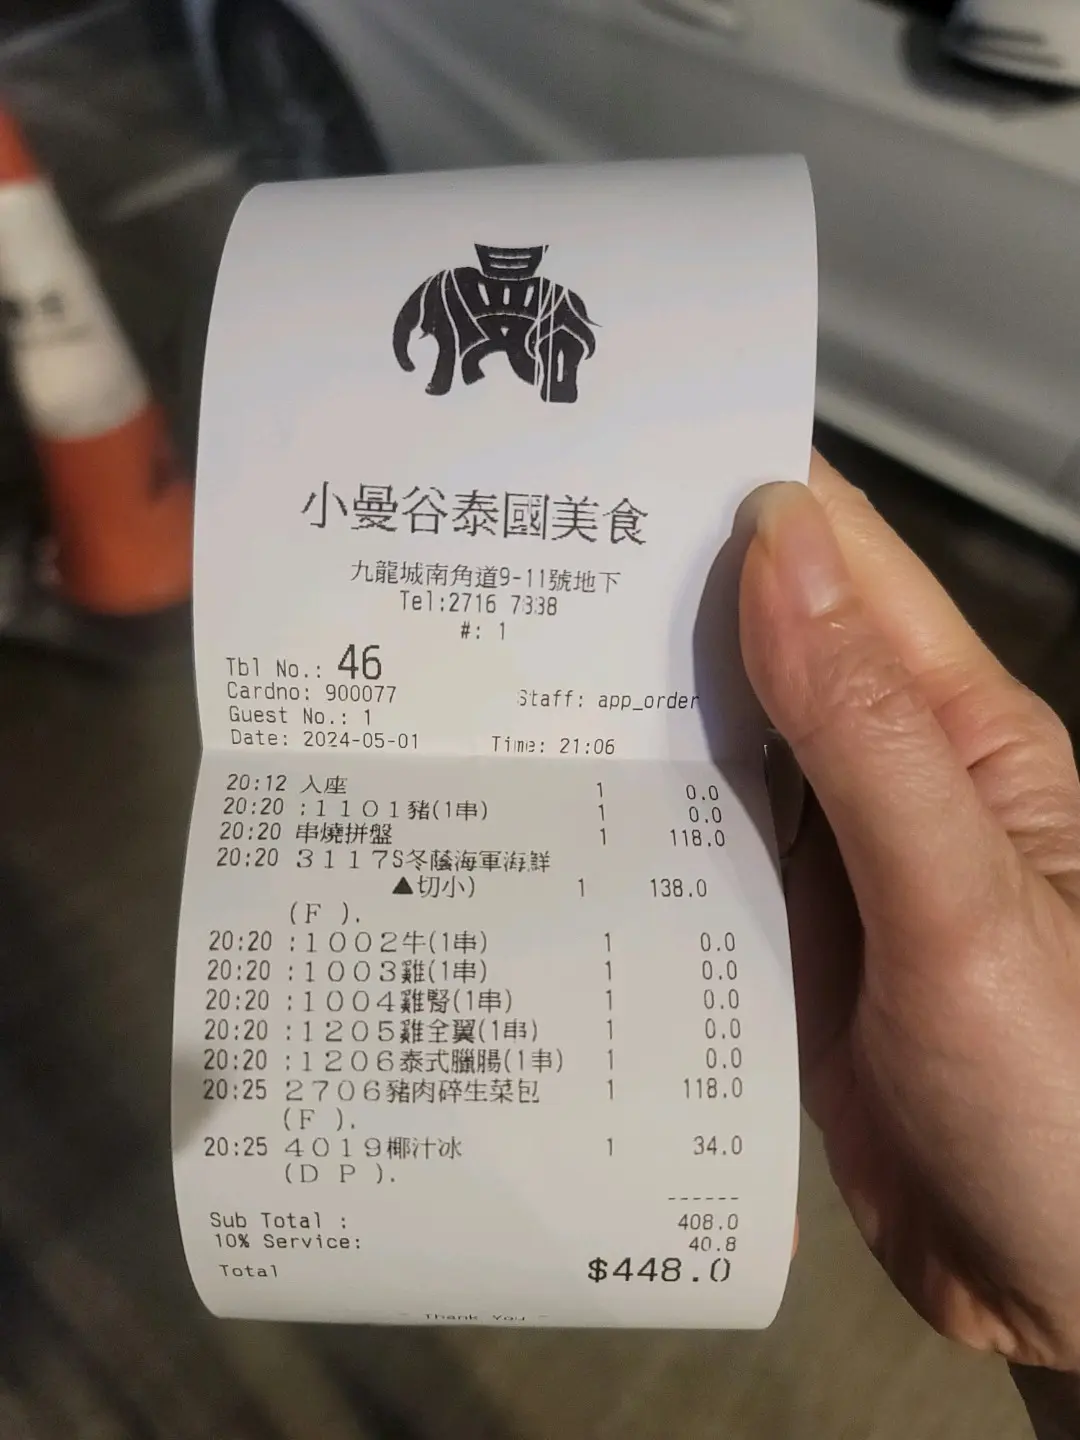 小曼谷泰國美食
九龍城南角道9-11號地下
Tel:2716 7838
#: 1
Tbl No.: 46
Cardno: 900077 Staff: app_order
Guest No.: 1
Date: 2024-05-01 Time: 21:06
20:12 入座 1 0.0
20:20 :1101豬(1串) 1 0.0
20:20 串燒拼盤 1 118.0
20:20 3117S冬蔭海軍海鮮
▲切小) 1 138.0
(F ).
20:20 :1002牛(1串) 1 0.0
20:20 :1003雞(1串) 1 0.0
20:20 :1004雞腎(1串) 1 0.0
20:20 :1205雞全翼(1串) 1 0.0
20:20 :1206泰式臘腸(1串) 1 0.0
20:25 2706豬肉碎生菜包 1 118.0
(F ).
20:25 4019椰汁冰 1 34.0
(D P ).
------
Sub Total : 408.0
10% Service: 40.8
Total $448.0
- Thank You -